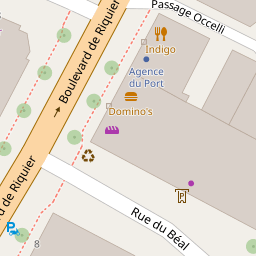 Passage Occelli
Indigo
Agence
du Port
Domino's
Boulevard de Riquier
d de Riquier
Rue du Béal
P
8